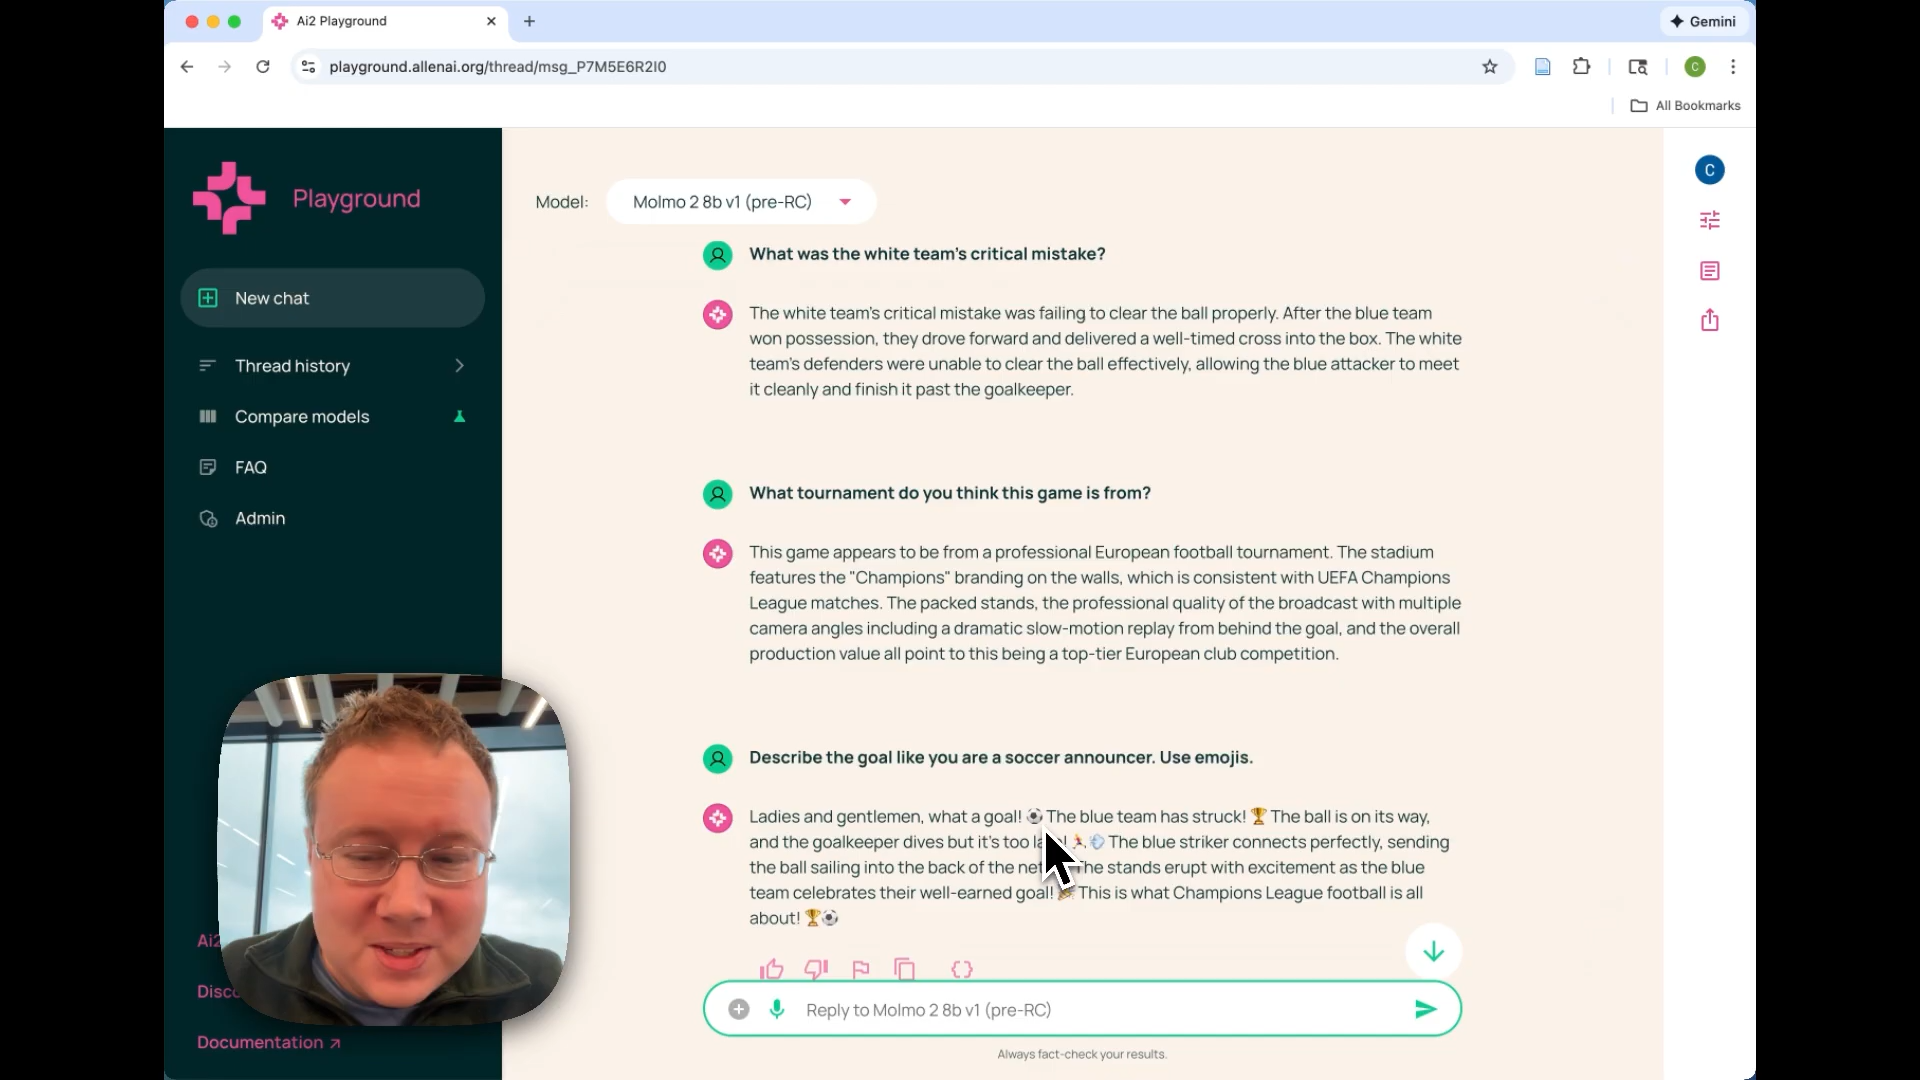 Ai2 Playground
Gemini
playground.allenai.org/thread/msg_P7M5E6R2I0
All Bookmarks
Playground
New chat
Thread history
Compare models
FAQ
Admin
Ai2
Disc
Documentation
Model: Molmo 2 8b v1 (pre-RC)
What was the white team's critical mistake?
The white team's critical mistake was failing to clear the ball properly. After the blue team
won possession, they drove forward and delivered a well-timed cross into the box. The white
team's defenders were unable to clear the ball effectively, allowing the blue attacker to meet
it cleanly and finish it past the goalkeeper.
What tournament do you think this game is from?
This game appears to be from a professional European football tournament. The stadium
features the "Champions" branding on the walls, which is consistent with UEFA Champions
League matches. The packed stands, the professional quality of the broadcast with multiple
camera angles including a dramatic slow-motion replay from behind the goal, and the overall
production value all point to this being a top-tier European club competition.
Describe the goal like you are a soccer announcer. Use emojis.
Ladies and gentlemen, what a goal! ⚽ The blue team has struck! 🏆 The ball is on its way,
and the goalkeeper dives but it's too 🏃💨 The blue striker connects perfectly, sending
the ball sailing into the back of the net stands erupt with excitement as the blue
team celebrates their well-earned goal! 🎉 This is what Champions League football is all
about! 🏆⚽
Reply to Molmo 2 8b v1 (pre-RC)
Always fact-check your results.
C
C